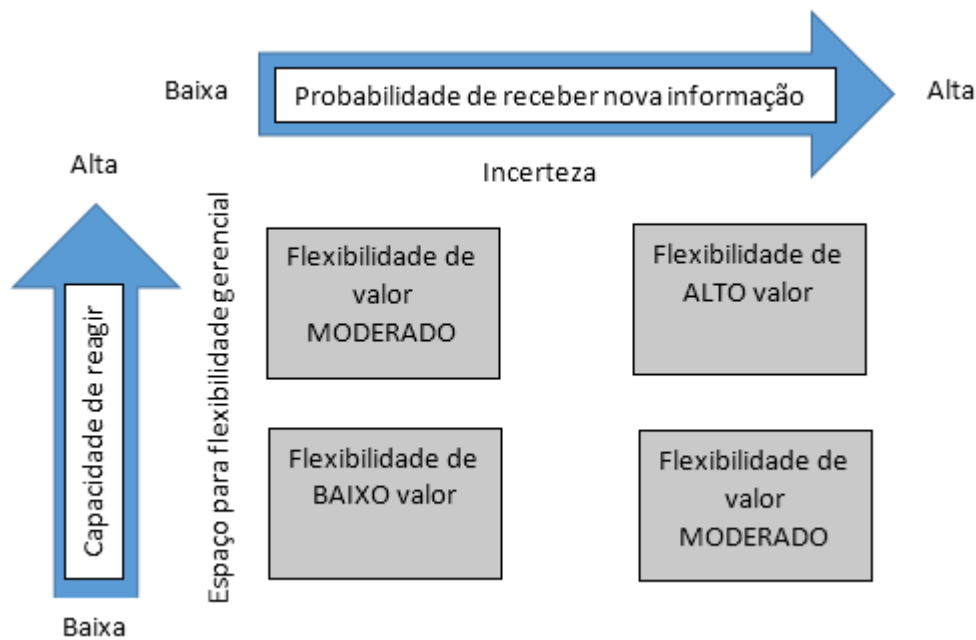 Baixa
Probabilidade de receber nova informação
Alta
Incerteza
Alta
Capacidade de reagir
Baixa
Espaço para flexibilidade gerencial
Flexibilidade de
valor
MODERADO
Flexibilidade de
ALTO valor
Flexibilidade de
BAIXO valor
Flexibilidade de
valor
MODERADO